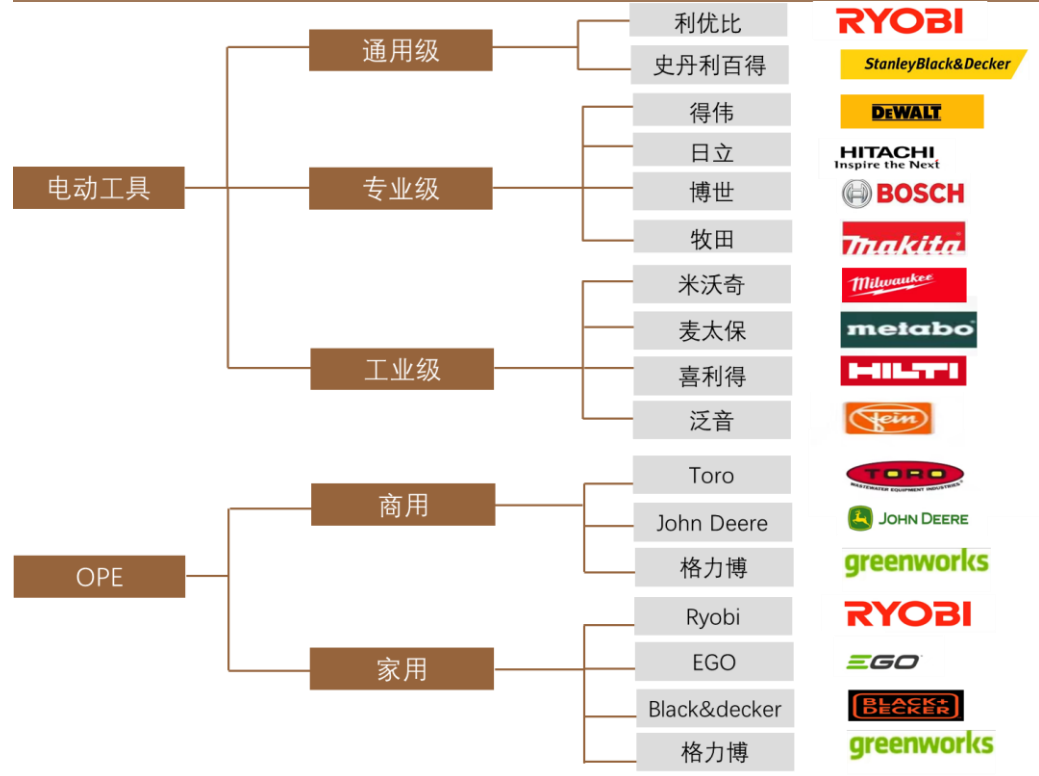 通用级
利优比
RYOBI
史丹利百得
StanleyBlack&Decker
电动工具
专业级
得伟
DEWALT
日立
HITACHI
Inspire the Next
博世
BOSCH
牧田
makita
工业级
米沃奇
Milwaukee
麦太保
metabo
喜利得
HILTI
泛音
Fein
OPE
商用
Toro
TORO
WASTEWATER EQUIPMENT INDUSTRIES
John Deere
JOHN DEERE
格力博
greenworks
家用
Ryobi
RYOBI
EGO
EGO
Black&decker
BLACK+
DECKER
格力博
greenworks